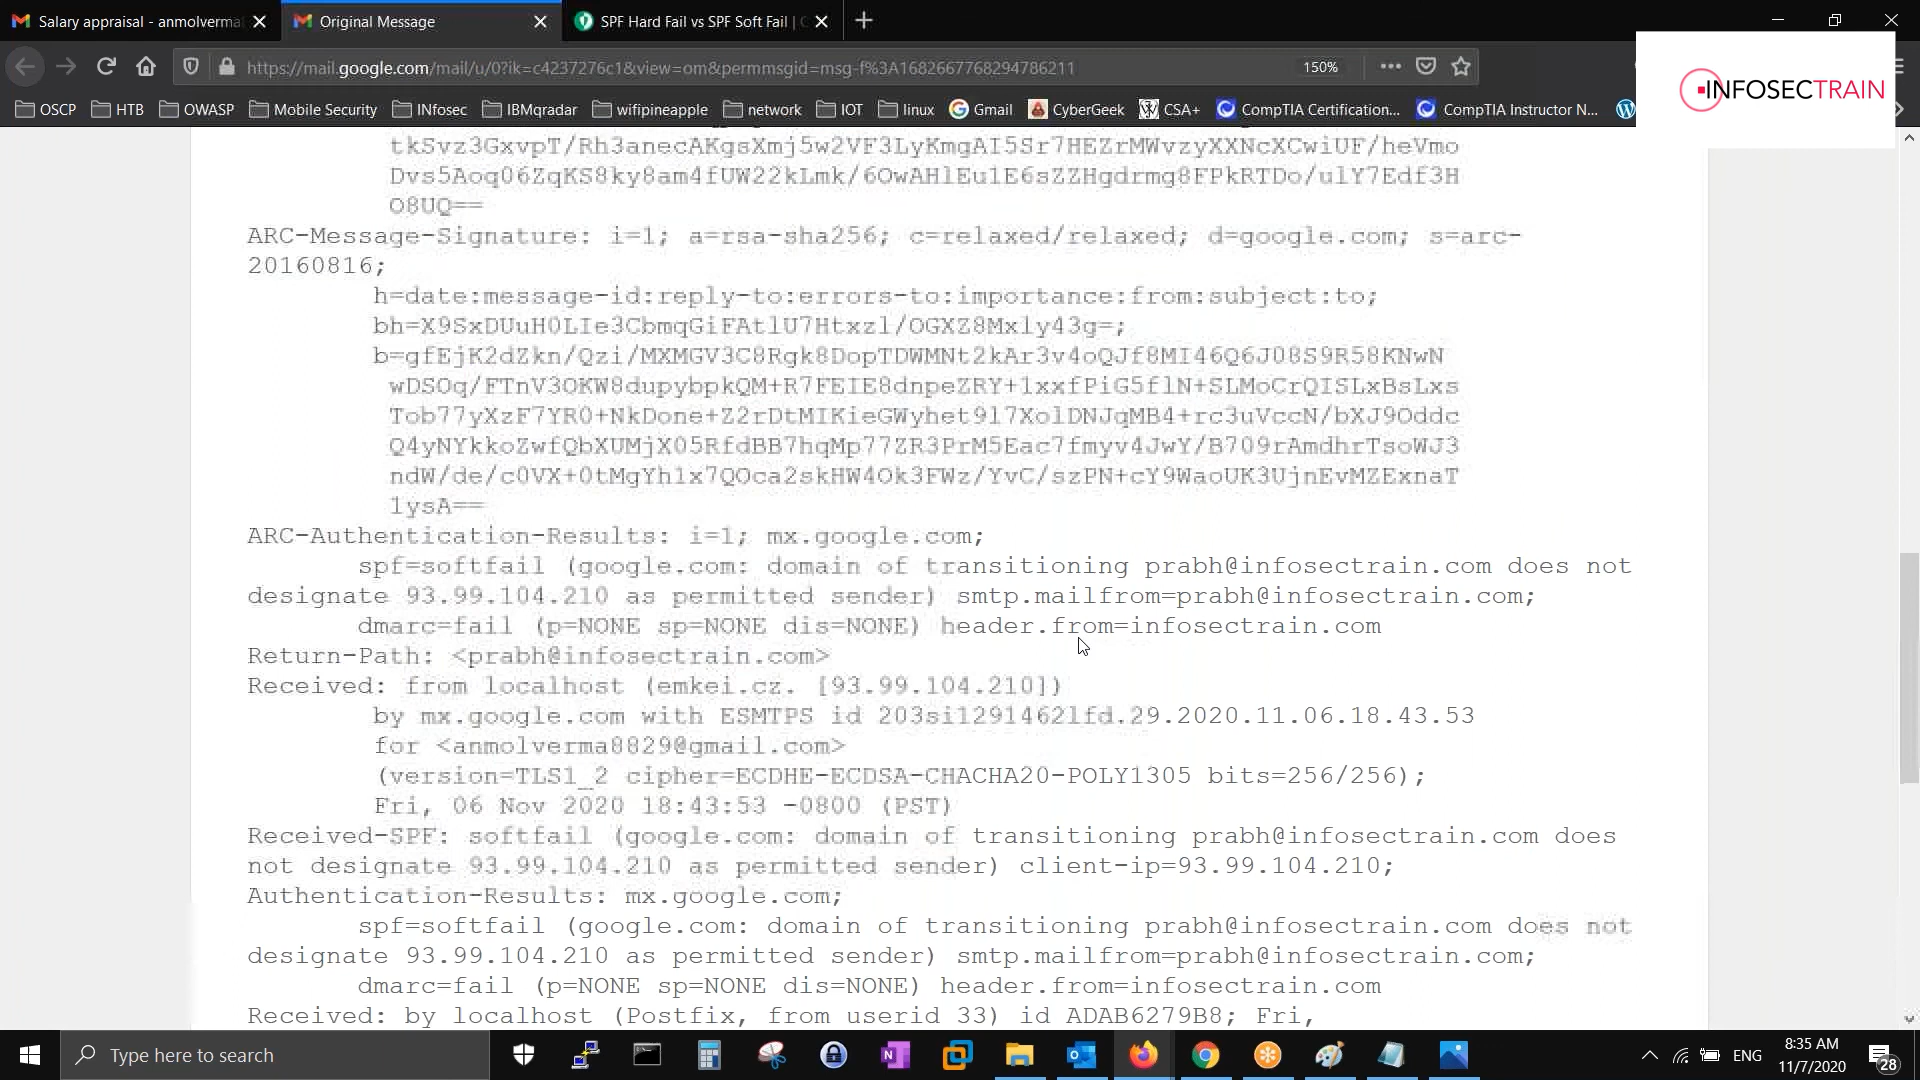 Salary appraisal - anmolverma
Original Message
SPF Hard Fail vs SPF Soft Fail |
https://mail.google.com/mail/u/0?ik=c4237276c1&view=om&permmsgid=msg-f%3A1682667768294786211
150%
INFOSECTRAIN
OSCP
HTB
OWASP
Mobile Security
INfosec
IBMqradar
wifipineapple
network
IOT
linux
Gmail
CyberGeek
CSA+
CompTIA Certification...
CompTIA Instructor N...
tkSvz3GxvpT/Rh3anecAKgsXmj5w2VF3LyKmgAI5Sr7HEZrMWvzyXXNcXCwiUF/heVmo
Dvs5Aoq06ZqKS8ky8am4fUW22kLmk/6OwAHlEu1E6sZZHgdrmg8FPkRTDo/ulY7Edf3H
O8UQ==
ARC-Message-Signature: i=1; a=rsa-sha256; c=relaxed/relaxed; d=google.com; s=arc-
20160816;
h=date:message-id:reply-to:errors-to:importance:from:subject:to;
bh=X9SxDUuH0LIe3CbmqGiFAtlU7Htxzl/OGXZ8Mxly43g=;
b=gfEjK2dZkn/Qzi/MXMGV3C8Rgk8DopTDWMNt2kAr3v4oQJf8MI46Q6J08S9R58KNwN
wDSOq/FTnV3OKW8dupybpkQM+R7FEIE8dnpeZRY+1xxfPiG5flN+SLMoCrQISLxBsLxs
Tob77yXzF7YR0+NkDone+Z2rDtMIKieGWyhet9l7XolDNJqMB4+rc3uVccN/bXJ9Oddc
Q4yNYkkoZwfQbXUMjX05RfdBB7hqMp77ZR3PrM5Eac7fmyv4JwY/B709rAmdhrTsoWJ3
ndW/de/c0VX+0tMgYh1x7QOca2skHW4Ok3FWz/YvC/szPN+cY9WaoUK3UjnEvMZExnaT
lysA==
ARC-Authentication-Results: i=1; mx.google.com;
spf=softfail (google.com: domain of transitioning prabh@infosectrain.com does not
designate 93.99.104.210 as permitted sender) smtp.mailfrom=prabh@infosectrain.com;
dmarc=fail (p=NONE sp=NONE dis=NONE) header.from=infosectrain.com
Return-Path: <prabh@infosectrain.com>
Received: from localhost (emkei.cz. [93.99.104.210])
by mx.google.com with ESMTPS id 203si12914621lfd.29.2020.11.06.18.43.53
for <anmolverma8829@gmail.com>
(version=TLS1_2 cipher=ECDHE-ECDSA-CHACHA20-POLY1305 bits=256/256);
Fri, 06 Nov 2020 18:43:53 -0800 (PST)
Received-SPF: softfail (google.com: domain of transitioning prabh@infosectrain.com does
not designate 93.99.104.210 as permitted sender) client-ip=93.99.104.210;
Authentication-Results: mx.google.com;
spf=softfail (google.com: domain of transitioning prabh@infosectrain.com does not
designate 93.99.104.210 as permitted sender) smtp.mailfrom=prabh@infosectrain.com;
dmarc=fail (p=NONE sp=NONE dis=NONE) header.from=infosectrain.com
Received: by localhost (Postfix, from userid 33) id ADAB6279B8; Fri,
Type here to search
ENG
8:35 AM
11/7/2020
28